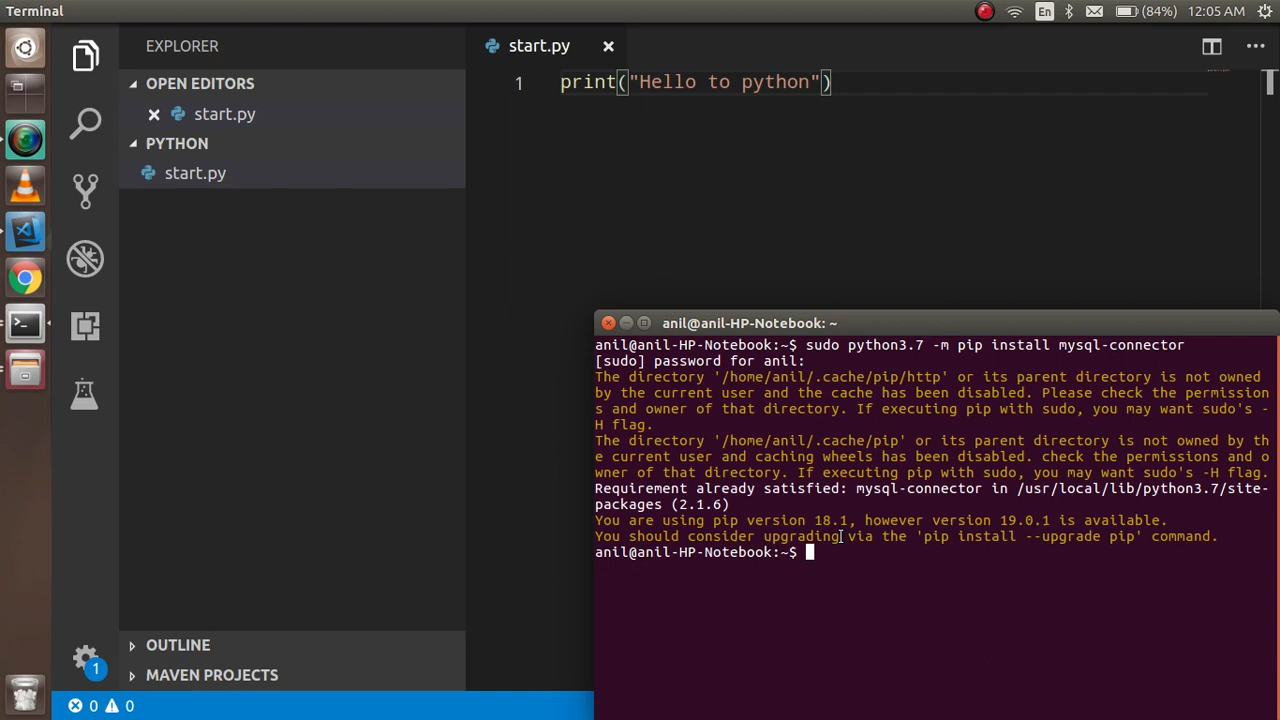 Terminal
En
(84%)
12:05 AM
EXPLORER
OPEN EDITORS
start.py
PYTHON
start.py
OUTLINE
MAVEN PROJECTS
1
0 0
start.py
1 print("Hello to python")
anil@anil-HP-Notebook: ~
anil@anil-HP-Notebook:~$ sudo python3.7 -m pip install mysql-connector
[sudo] password for anil:
The directory '/home/anil/.cache/pip/http' or its parent directory is not owned
by the current user and the cache has been disabled. Please check the permission
s and owner of that directory. If executing pip with sudo, you may want sudo's -
H flag.
The directory '/home/anil/.cache/pip' or its parent directory is not owned by th
e current user and caching wheels has been disabled. check the permissions and o
wner of that directory. If executing pip with sudo, you may want sudo's -H flag.
Requirement already satisfied: mysql-connector in /usr/local/lib/python3.7/site-
packages (2.1.6)
You are using pip version 18.1, however version 19.0.1 is available.
You should consider upgrading via the 'pip install --upgrade pip' command.
anil@anil-HP-Notebook:~$